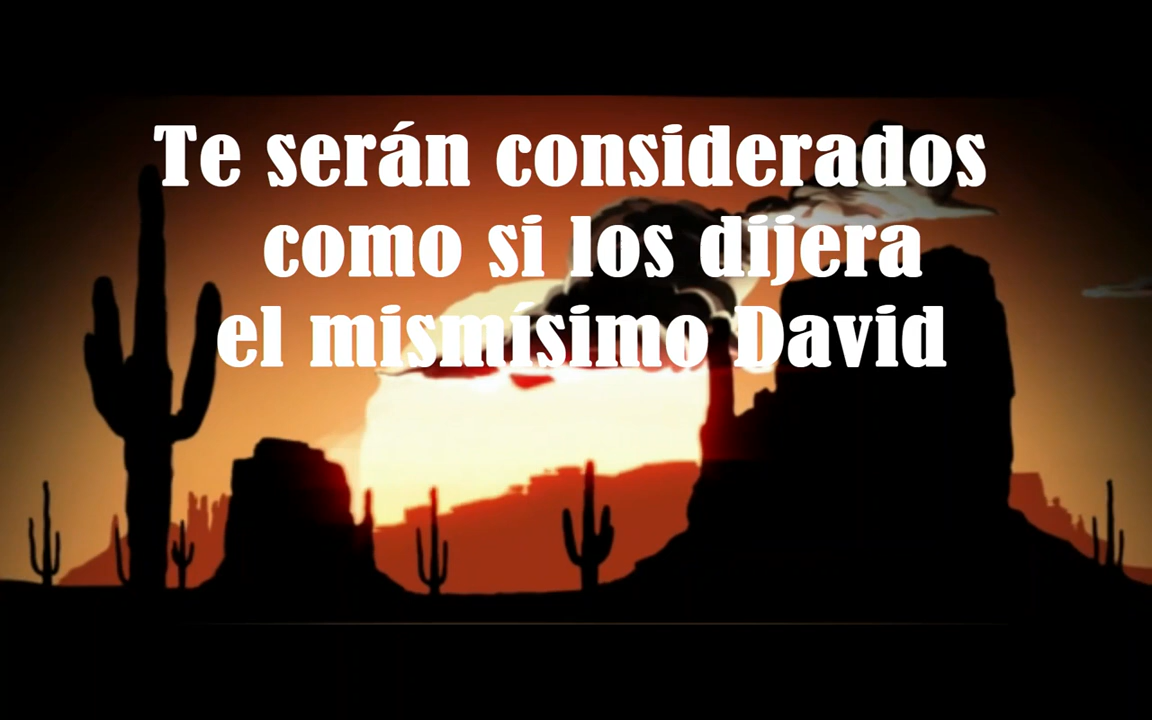 Te serán considerados
como si los dijera
el mismísimo David